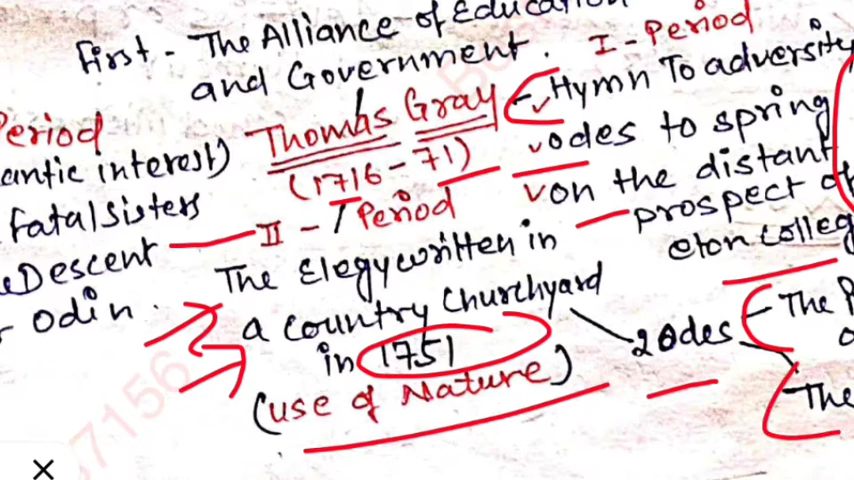 First - The Alliance of Education
and Government.
I - Period
Period
antic interest)
Fatal Sisters
Descent
odin.
Thomas Gray
(1716-71)
Hymn To adversity
odes to spring
on the distant
prospect of
eton colleg
II - Period
The Elegy written in
a country Churchyard
in 1751
(use of Nature)
2 Odes
The
The